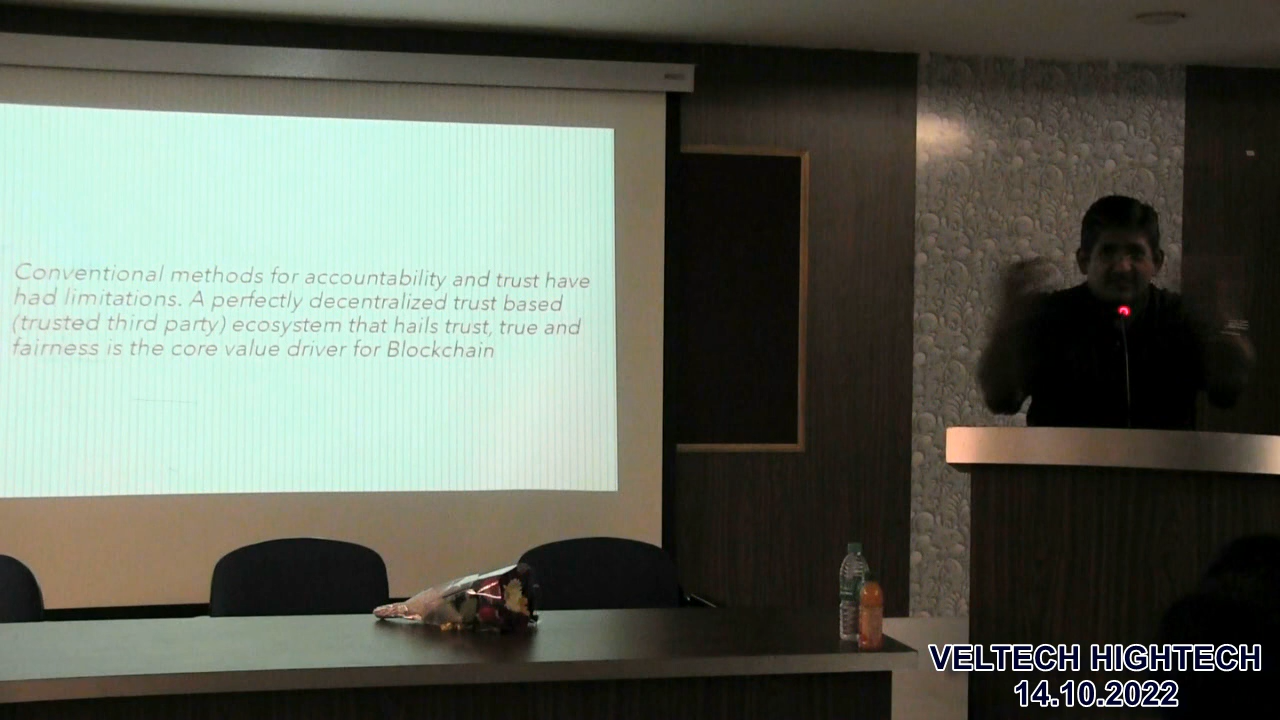 Conventional methods for accountability and trust have
had limitations. A perfectly decentralized trust based
(trusted third party) ecosystem that hails trust, true and
fairness is the core value driver for Blockchain
VELTECH HIGHTECH
14.10.2022